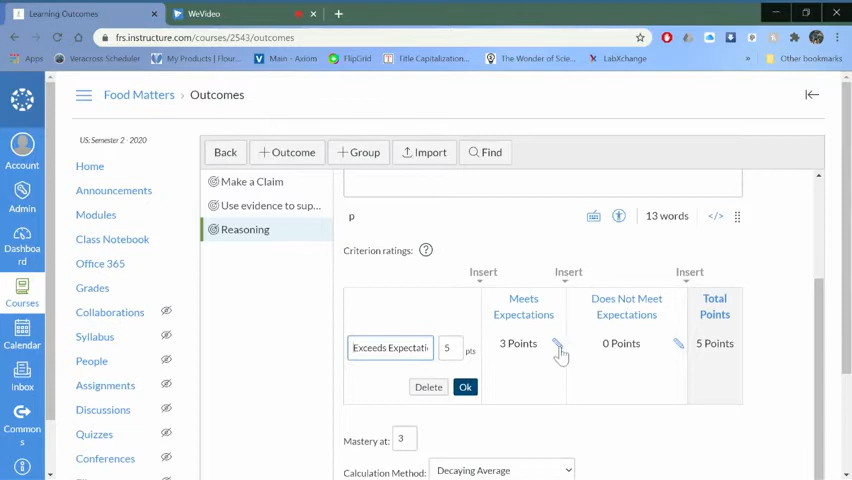 Learning Outcomes
WeVideo
frs.instructure.com/courses/2543/outcomes
Apps
Veracross Scheduler
My Products | Flour...
Main - Axiom
FlipGrid
Title Capitalization...
The Wonder of Scie...
LabXchange
»
Other bookmarks
Food Matters › Outcomes
US: Semester 2 - 2020
Account
Admin
Dashboa
rd
Courses
Calendar
Inbox
Common
s
Home
Announcements
Modules
Class Notebook
Office 365
Grades
Collaborations
Syllabus
People
Assignments
Discussions
Quizzes
Conferences
Back
+ Outcome
+ Group
Import
Find
Make a Claim
Use evidence to sup...
Reasoning
p
13 words
</>
Criterion ratings:
Insert
Insert
Insert
Meets
Expectations
Does Not Meet
Expectations
Total
Points
Exceeds Expectati
5
pts
3 Points
0 Points
5 Points
Delete
Ok
Mastery at:
3
Calculation Method:
Decaying Average